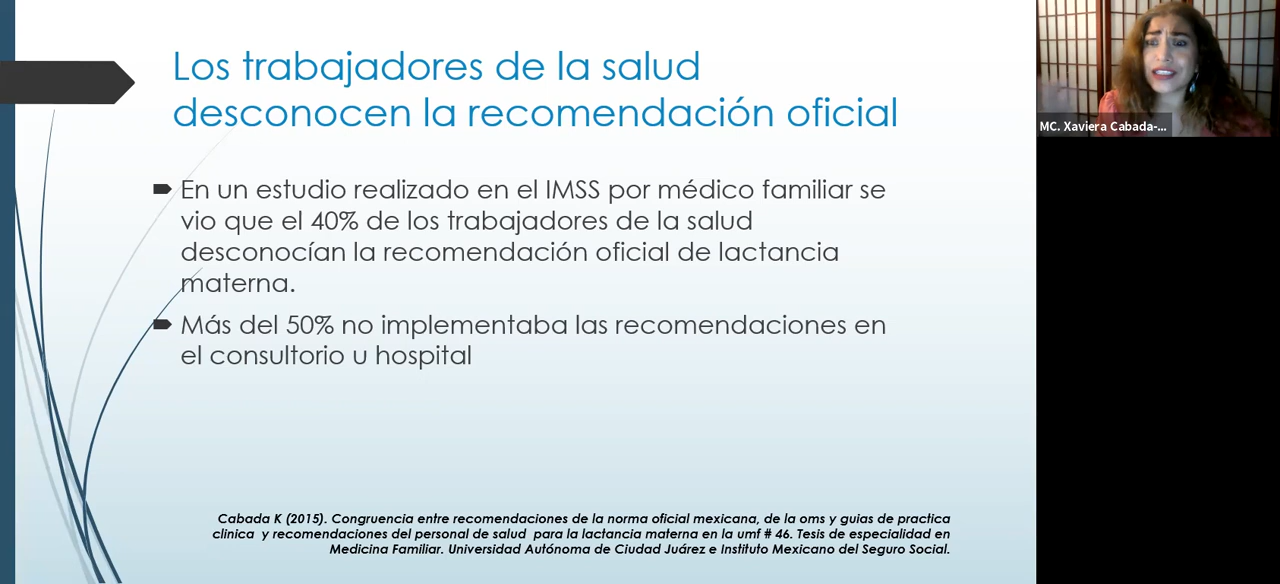 Los trabajadores de la salud
desconocen la recomendación oficial
En un estudio realizado en el IMSS por médico familiar se
vio que el 40% de los trabajadores de la salud
desconocían la recomendación oficial de lactancia
materna.
Más del 50% no implementaba las recomendaciones en
el consultorio u hospital
Cabada K (2015). Congruencia entre recomendaciones de la norma oficial mexicana, de la oms y guias de practica
clinica y recomendaciones del personal de salud para la lactancia materna en la umf # 46. Tesis de especialidad en
Medicina Familiar. Universidad Autónoma de Ciudad Juárez e Instituto Mexicano del Seguro Social.
MC. Xaviera Cabada-...